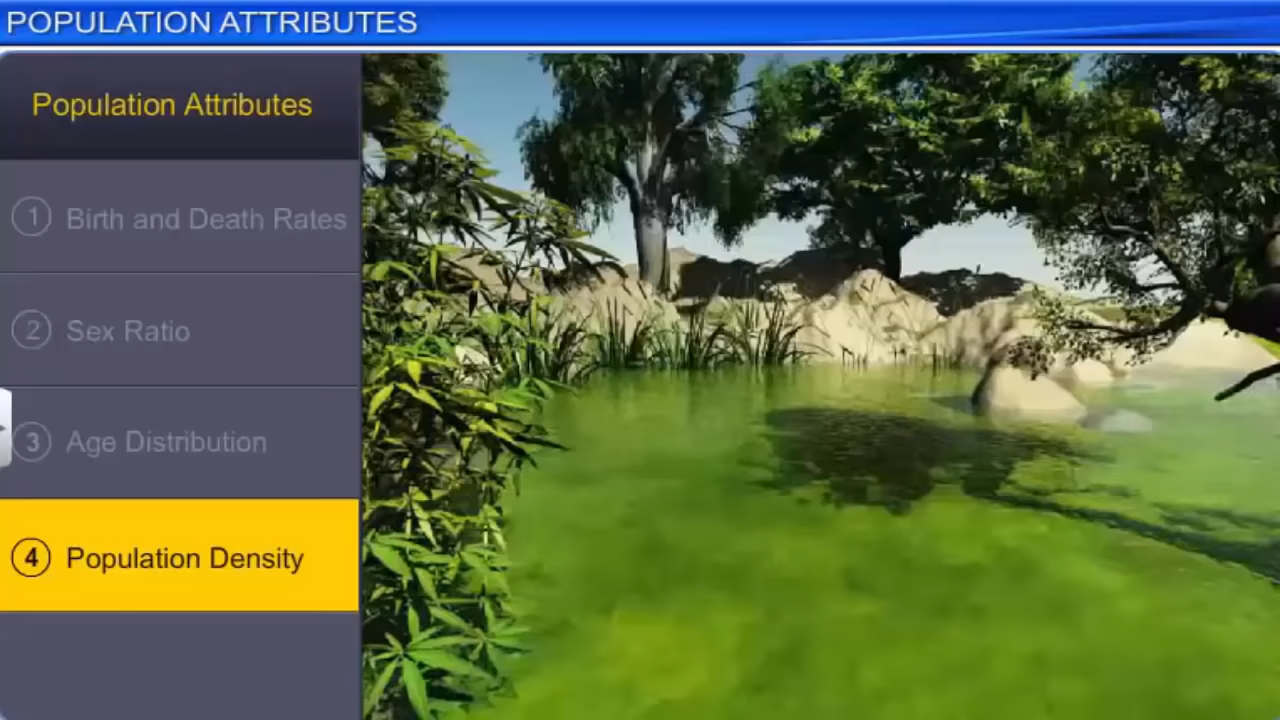 POPULATION ATTRIBUTES
Population Attributes
1 Birth and Death Rates
2 Sex Ratio
3 Age Distribution
4 Population Density